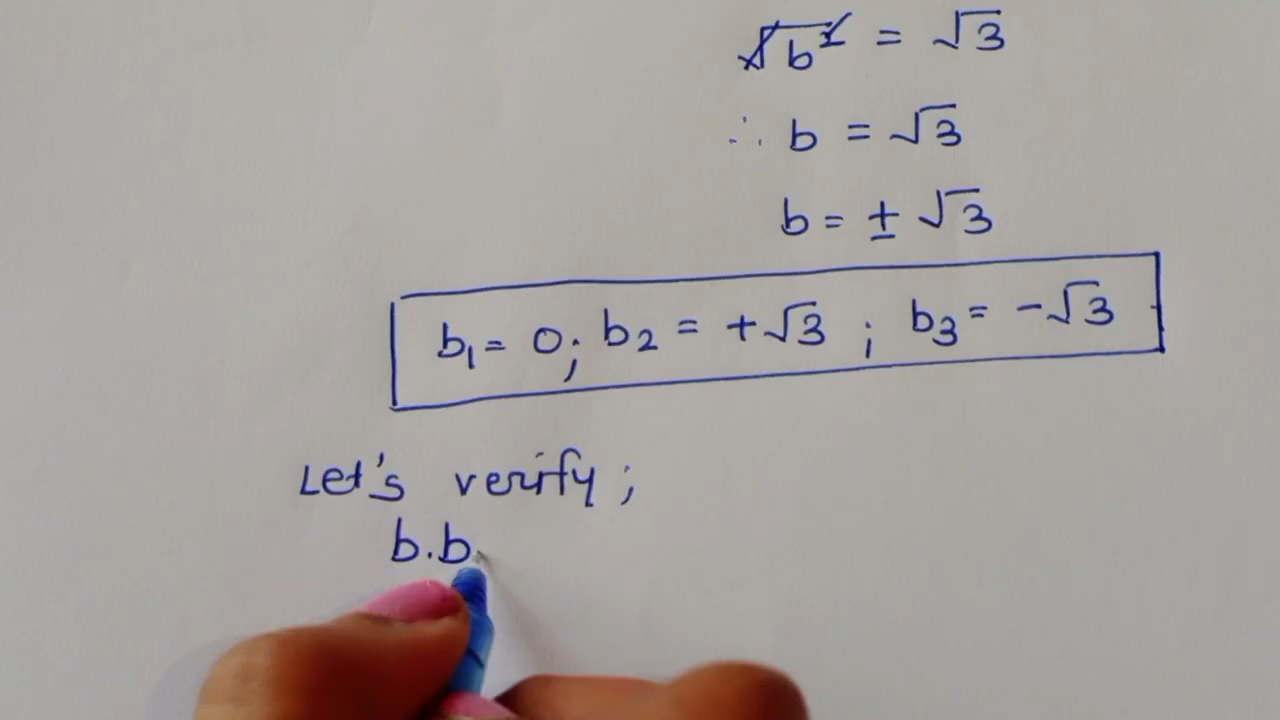 √b² = √3
∴ b = √3
b = ± √3
b₁ = 0; b₂ = +√3 ; b₃ = -√3
Let's verify;
b.b.